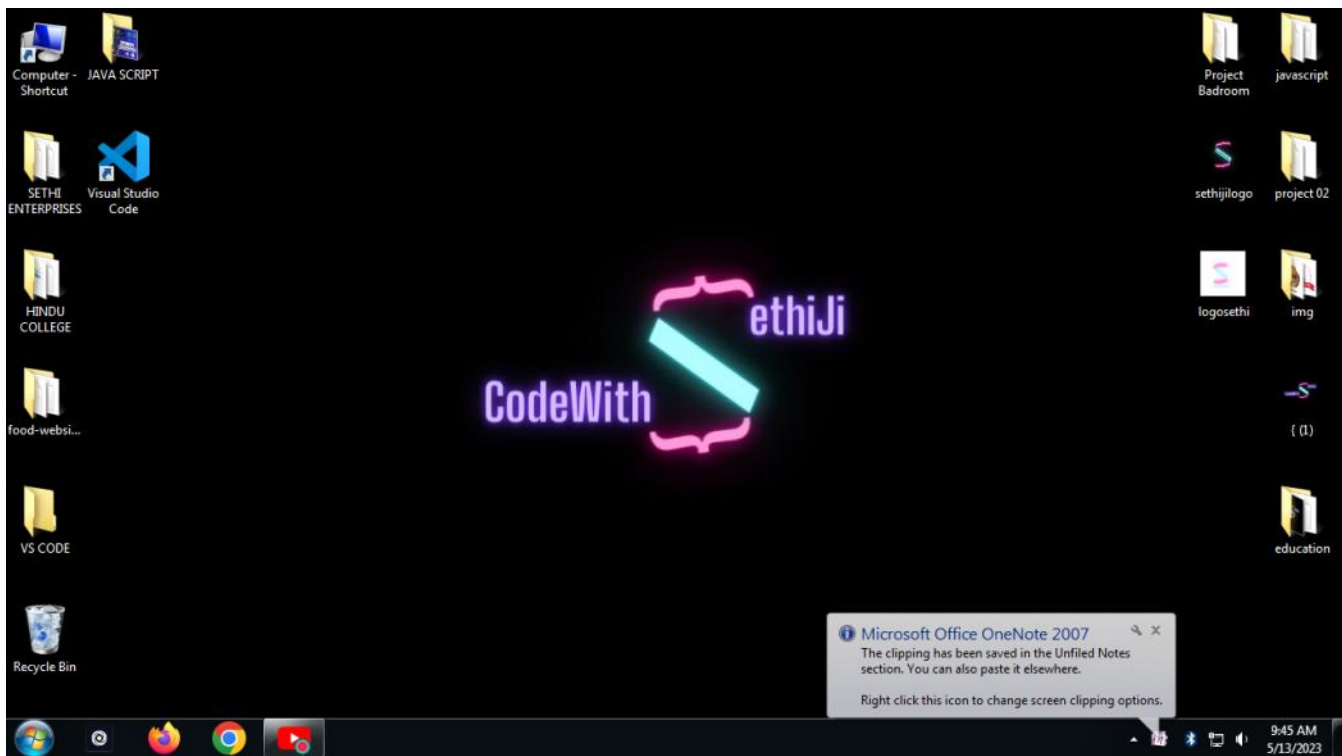 Computer -
Shortcut
JAVA SCRIPT
SETHI
ENTERPRISES
Visual Studio
Code
HINDU
COLLEGE
food-websi...
VS CODE
Recycle Bin
CodeWith
ethiJi
Project
Badroom
javascript
sethijilogo
project 02
logosethi
img
{ (1)
education
Microsoft Office OneNote 2007
The clipping has been saved in the Unfiled Notes
section. You can also paste it elsewhere.
Right click this icon to change screen clipping options.
9:45 AM
5/13/2023